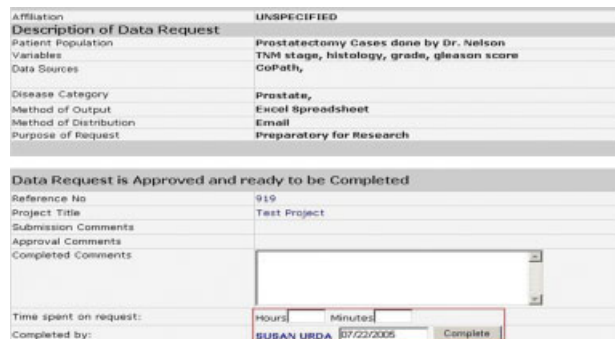 Affiliation UNSPECIFIED
Description of Data Request
Patient Population Prostatectomy Cases done by Dr. Nelson
Variables TNM stage, histology, grade, gleason score
Data Sources CoPath,
Disease Category Prostate,
Method of Output Excel Spreadsheet
Method of Distribution Email
Purpose of Request Preparatory for Research
Data Request is Approved and ready to be Completed
Reference No 919
Project Title Test Project
Submission Comments
Approval Comments
Completed Comments
Time spent on request: Hours Minutes
Completed by: SUSAN URDA 07/22/2005 Complete